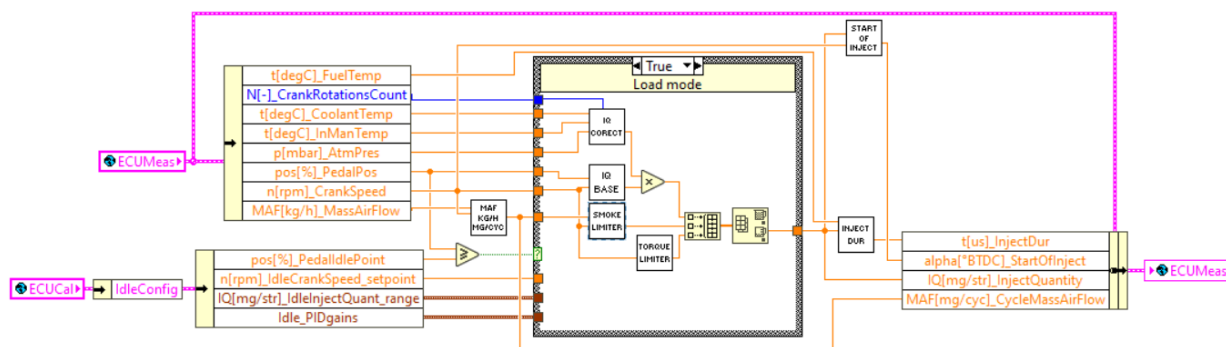 START
OF
INJECT
True
Load mode
t[degC]_FuelTemp
N[-]_CrankRotationsCount
t[degC]_CoolantTemp
t[degC]_InManTemp
p[mbar]_AtmPres
pos[%]_PedalPos
n[rpm]_CrankSpeed
MAF[kg/h]_MassAirFlow
ECUMeas
MAF
KG/H
MG/CYC
IQ
CORECT
IQ
BASE
x
SMOKE
LIMITER
TORQUE
LIMITER
INJECT
DUR
pos[%]_PedalIdlePoint
n[rpm]_IdleCrankSpeed_setpoint
IQ[mg/str]_IdleInjectQuant_range
Idle_PIDgains
?
ECUCal
IdleConfig
t[us]_InjectDur
alpha[°BTDC]_StartOfInject
IQ[mg/str]_InjectQuantity
MAF[mg/cyc]_CycleMassAirFlow
ECUMeas